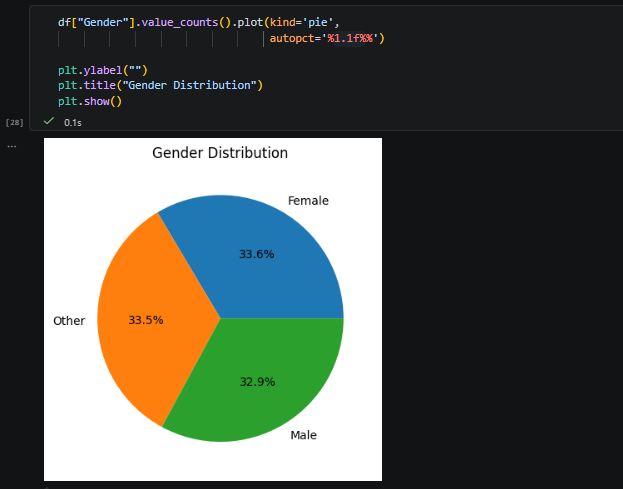 df["Gender"].value_counts().plot(kind='pie',
autopct='%1.1f%%')
plt.ylabel("")
plt.title("Gender Distribution")
plt.show()
[28]
0.1s
...
Gender Distribution
Female
33.6%
Other
33.5%
32.9%
Male